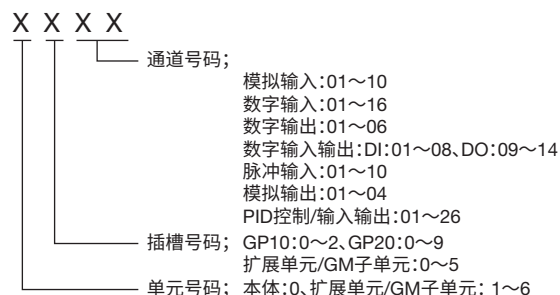 X X X X
通道号码;
模拟输入:01～10
数字输入:01～16
数字输出:01～06
数字输入输出:DI:01～08、DO:09～14
脉冲输入:01～10
模拟输出:01～04
PID控制/输入输出:01～26
插槽号码; GP10:0～2、GP20:0～9
扩展单元/GM子单元:0～5
单元号码; 本体:0、扩展单元/GM子单元: 1～6